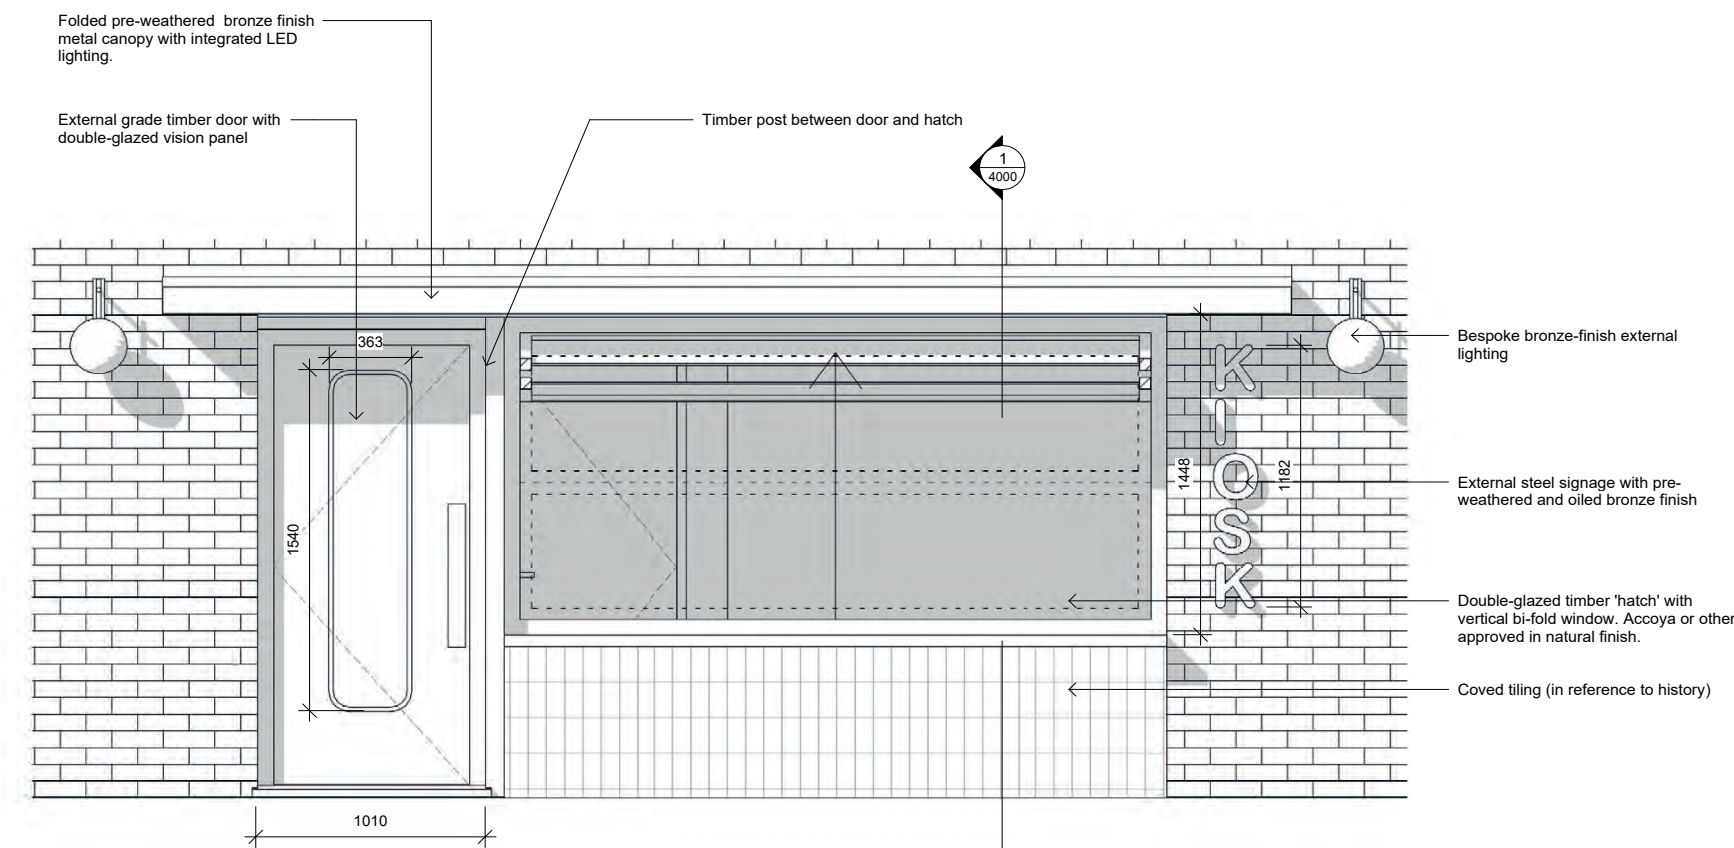 Folded pre-weathered bronze finish
metal canopy with integrated LED
lighting.
External grade timber door with
double-glazed vision panel
Timber post between door and hatch
1
4000
363
1540
1010
1448
1182
K
I
O
S
K
Bespoke bronze-finish external
lighting
External steel signage with pre-
weathered and oiled bronze finish
Double-glazed timber 'hatch' with
vertical bi-fold window. Accoya or other
approved in natural finish.
Coved tiling (in reference to history)